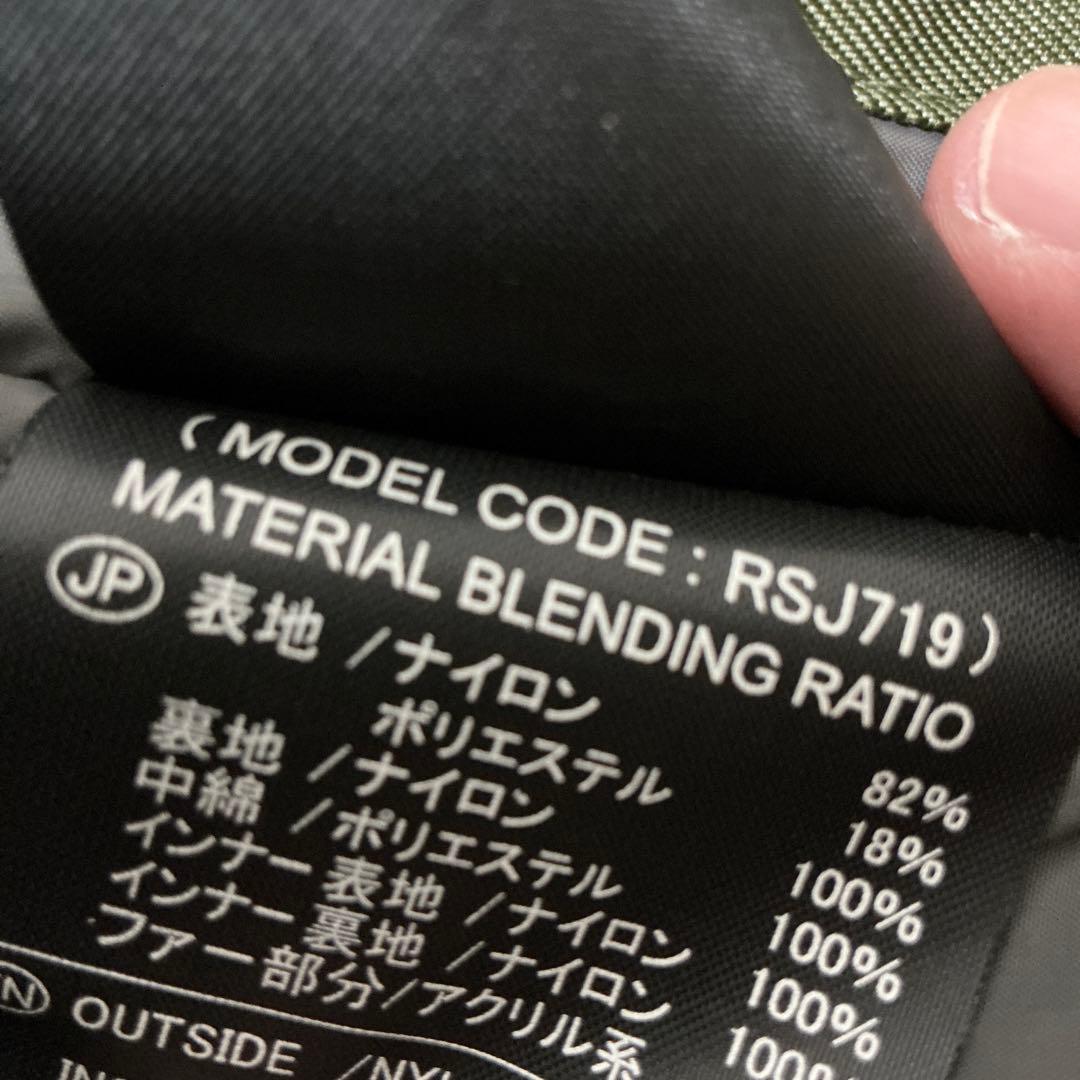 ( MODEL CODE : RSJ719 )
MATERIAL BLENDING RATIO
JP 表地 /ナイロン 82%
ポリエステル 18%
裏地 /ナイロン 100%
中綿 /ポリエステル 100%
インナー 表地 /ナイロン 100%
インナー 裏地 /ナイロン 100%
ファー部分/アクリル系
OUTSIDE /NYL